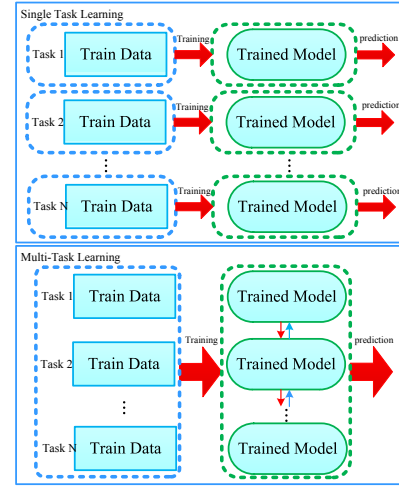 Single Task Learning
Task 1
Train Data
Training
Trained Model
prediction
Task 2
Train Data
Training
Trained Model
prediction
Task N
Train Data
Training
Trained Model
prediction
Multi-Task Learning
Task 1
Train Data
Trained Model
Task 2
Train Data
Training
Trained Model
prediction
Task N
Train Data
Trained Model